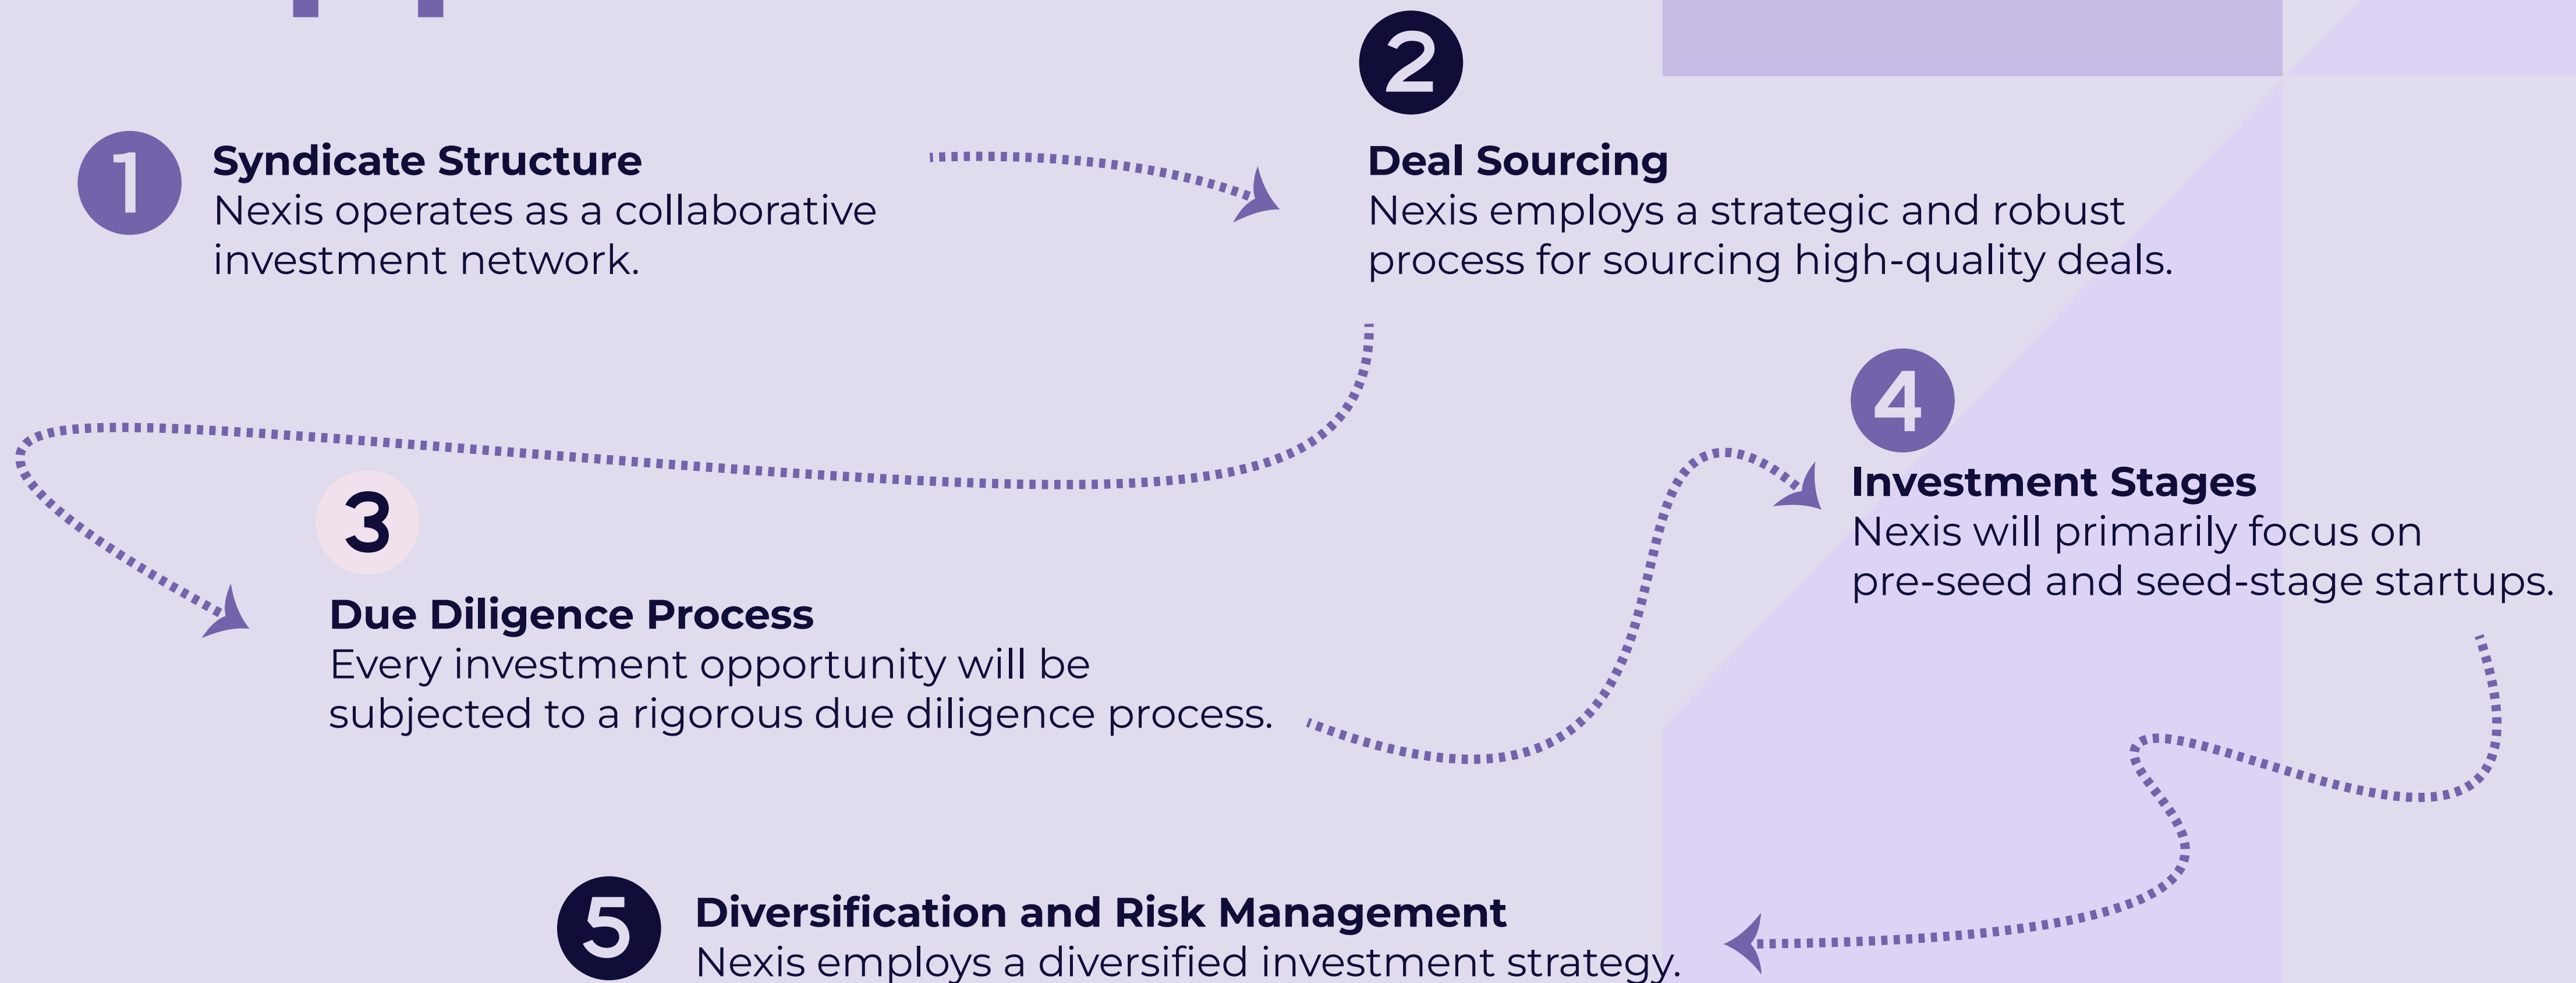 1
Syndicate Structure
Nexis operates as a collaborative
investment network.
2
Deal Sourcing
Nexis employs a strategic and robust
process for sourcing high-quality deals.
3
Due Diligence Process
Every investment opportunity will be
subjected to a rigorous due diligence process.
4
Investment Stages
Nexis will primarily focus on
pre-seed and seed-stage startups.
5
Diversification and Risk Management
Nexis employs a diversified investment strategy.